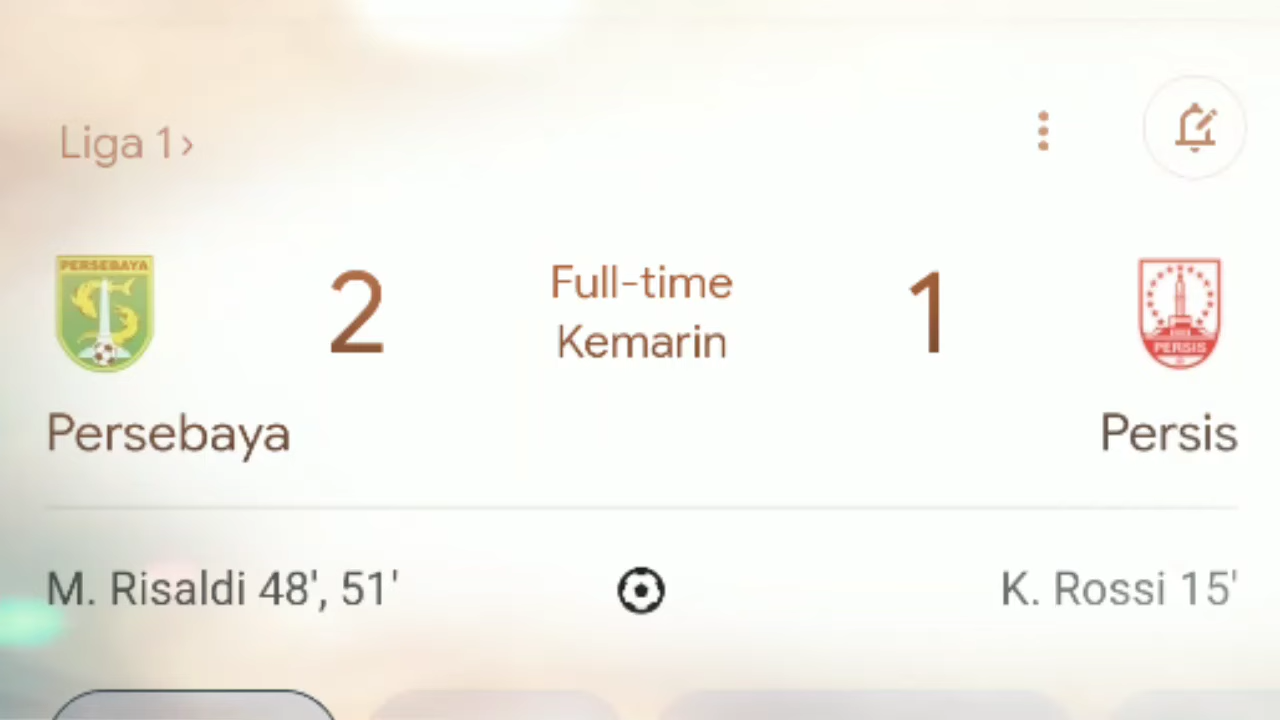 Liga 1 ›
PERSEBAYA
2
Full-time
Kemarin
1
PERSIS
Persebaya
Persis
M. Risaldi 48', 51'
K. Rossi 15'